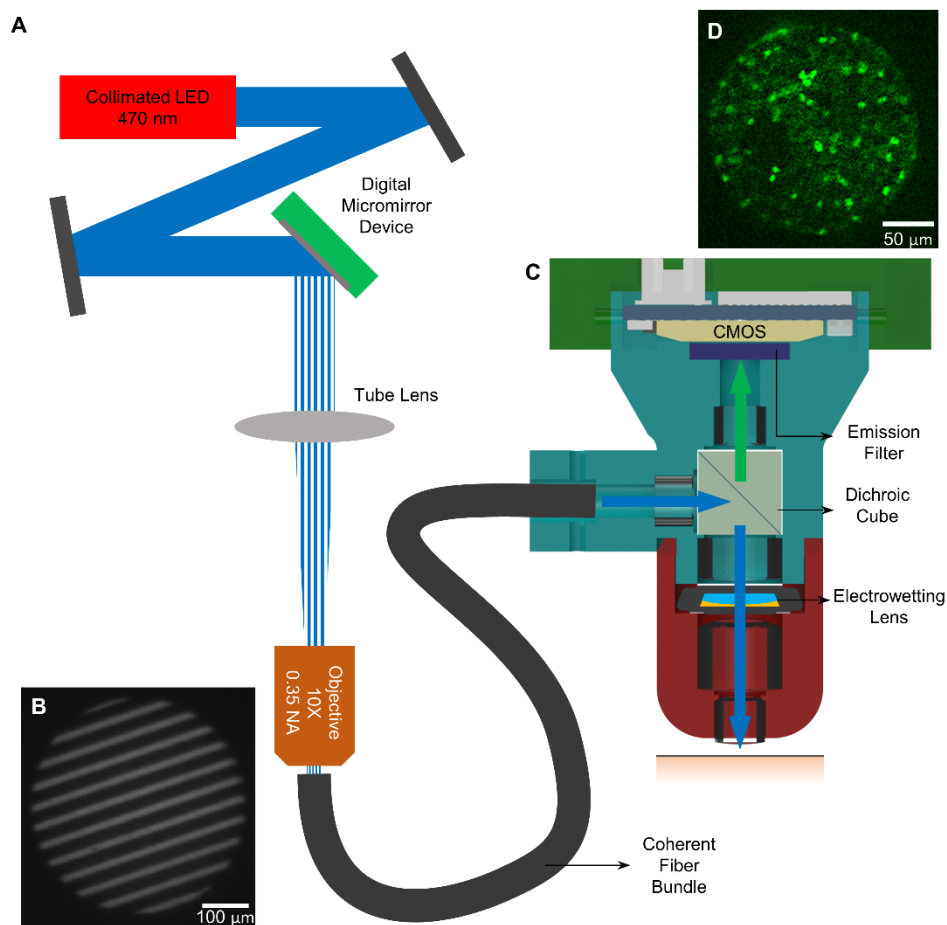 A
Collimated LED
470 nm
Digital
Micromirror
Device
Tube Lens
Objective
10X
0.35 NA
B
100 µm
Coherent
Fiber
Bundle
C
CMOS
Emission
Filter
Dichroic
Cube
Electrowetting
Lens
D
50 µm